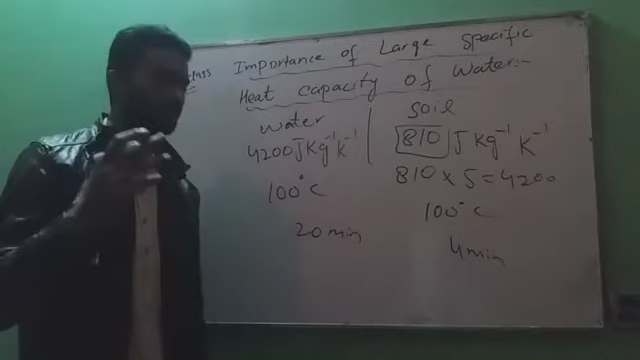 class
Importance of Large Specific
Heat capacity of Water:-
water
4200 J Kg⁻¹ K⁻¹
100°C
20 min
soil
810 J Kg⁻¹ K⁻¹
810 × 5 = 4200
100°C
4 min